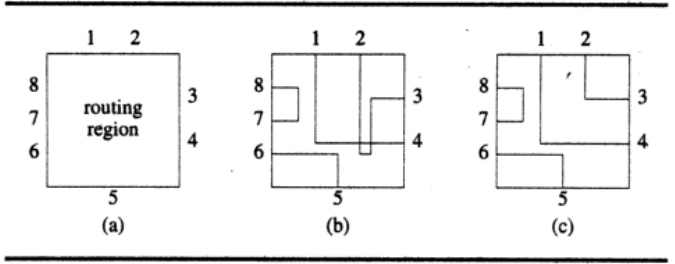 1 2 1 2 1 2
8 8 8
3 3 3
routing
7 region 7 7
4 4 4
6 6 6
5 5 5
(a) (b) (c)